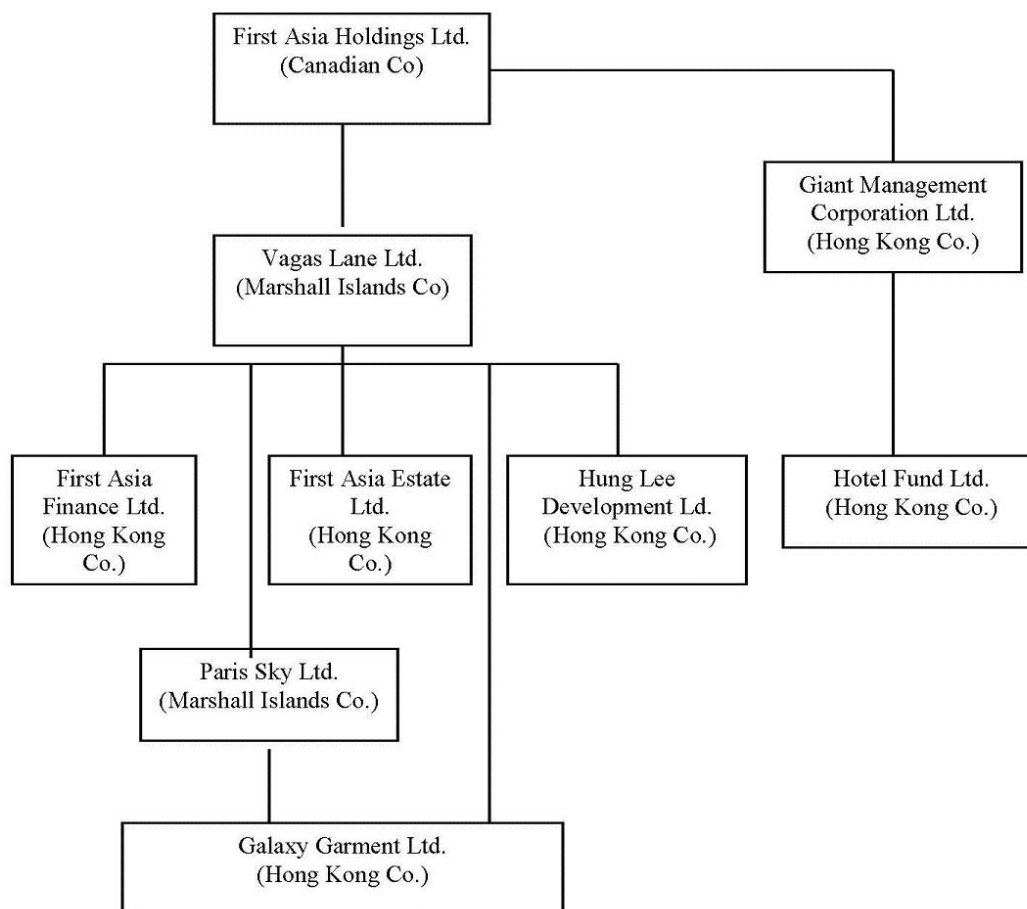 First Asia Holdings Ltd.
(Canadian Co)
Giant Management
Corporation Ltd.
(Hong Kong Co.)
Vagas Lane Ltd.
(Marshall Islands Co)
First Asia
Finance Ltd.
(Hong Kong
Co.)
First Asia Estate
Ltd.
(Hong Kong
Co.)
Hung Lee
Development Ld.
(Hong Kong Co.)
Hotel Fund Ltd.
(Hong Kong Co.)
Paris Sky Ltd.
(Marshall Islands Co.)
Galaxy Garment Ltd.
(Hong Kong Co.)